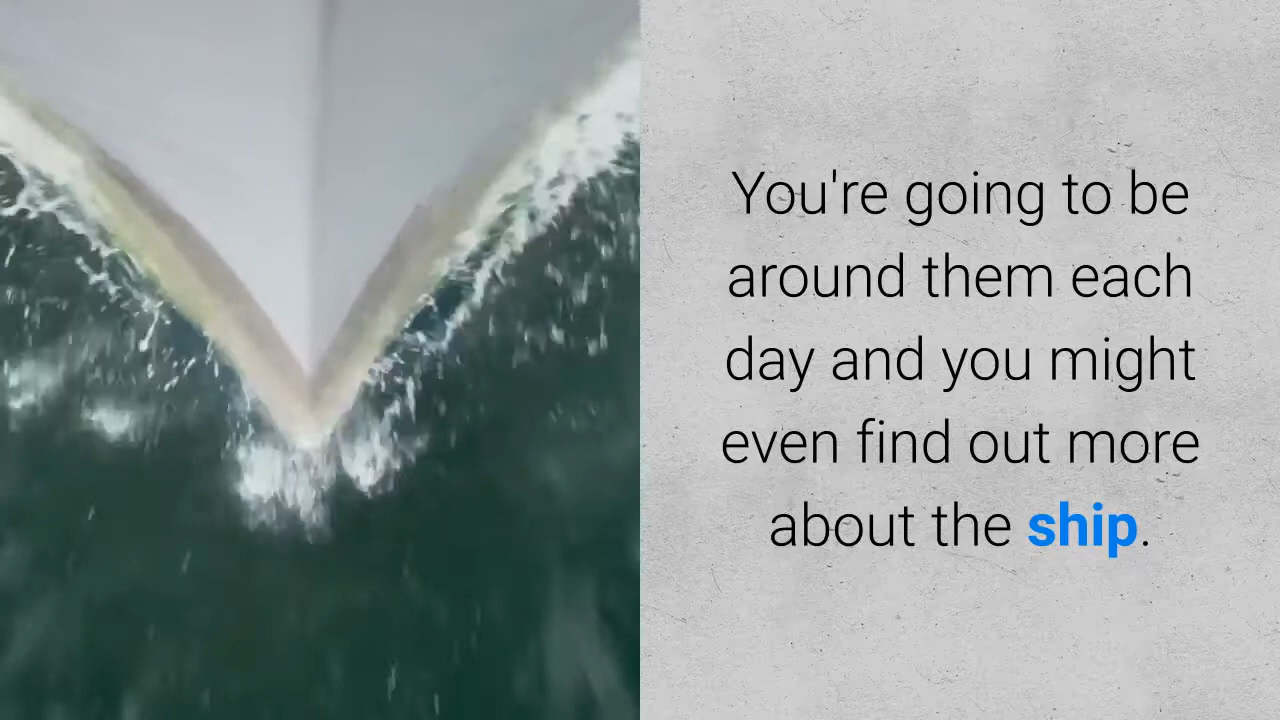 You're going to be
around them each
day and you might
even find out more
about the ship.